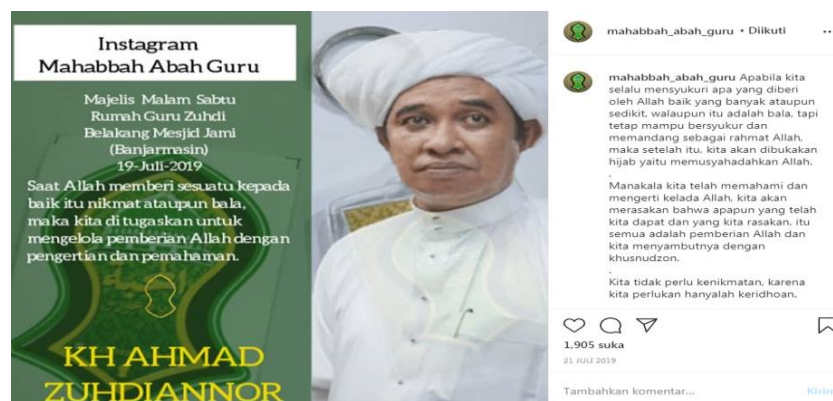 Instagram
Mahabbah Abah Guru
Majelis Malam Sabtu
Rumah Guru Zuhdi
Belakang Mesjid Jami
(Banjarmasin)
19-Juli-2019
Saat Allah memberi sesuatu kepada
baik itu nikmat ataupun bala,
maka kita di tugaskan untuk
mengelola pemberian Allah dengan
pengertian dan pemahaman.
KH AHMAD
ZUHDIANNOR
mahabbah_abah_guru • Diikuti
mahabbah_abah_guru Apabila kita
selalu mensyukuri apa yang diberi
oleh Allah baik yang banyak ataupun
sedikit, walaupun itu adalah bala, tapi
tetap mampu bersyukur dan
memandang sebagai rahmat Allah,
maka setelah itu, kita akan dibukakan
hijab yaitu memusyahadahkan Allah.
.
Manakala kita telah memahami dan
mengerti kelada Allah, kita akan
merasakan bahwa apapun yang telah
kita dapat dan yang kita rasakan, itu
semua adalah pemberian Allah dan
kita menyambutnya dengan
khusnudzon.
.
Kita tidak perlu kenikmatan, karena
kita perlukan hanyalah keridhoan.
1,905 suka
21 JULI 2019
Tambahkan komentar...
Kirim